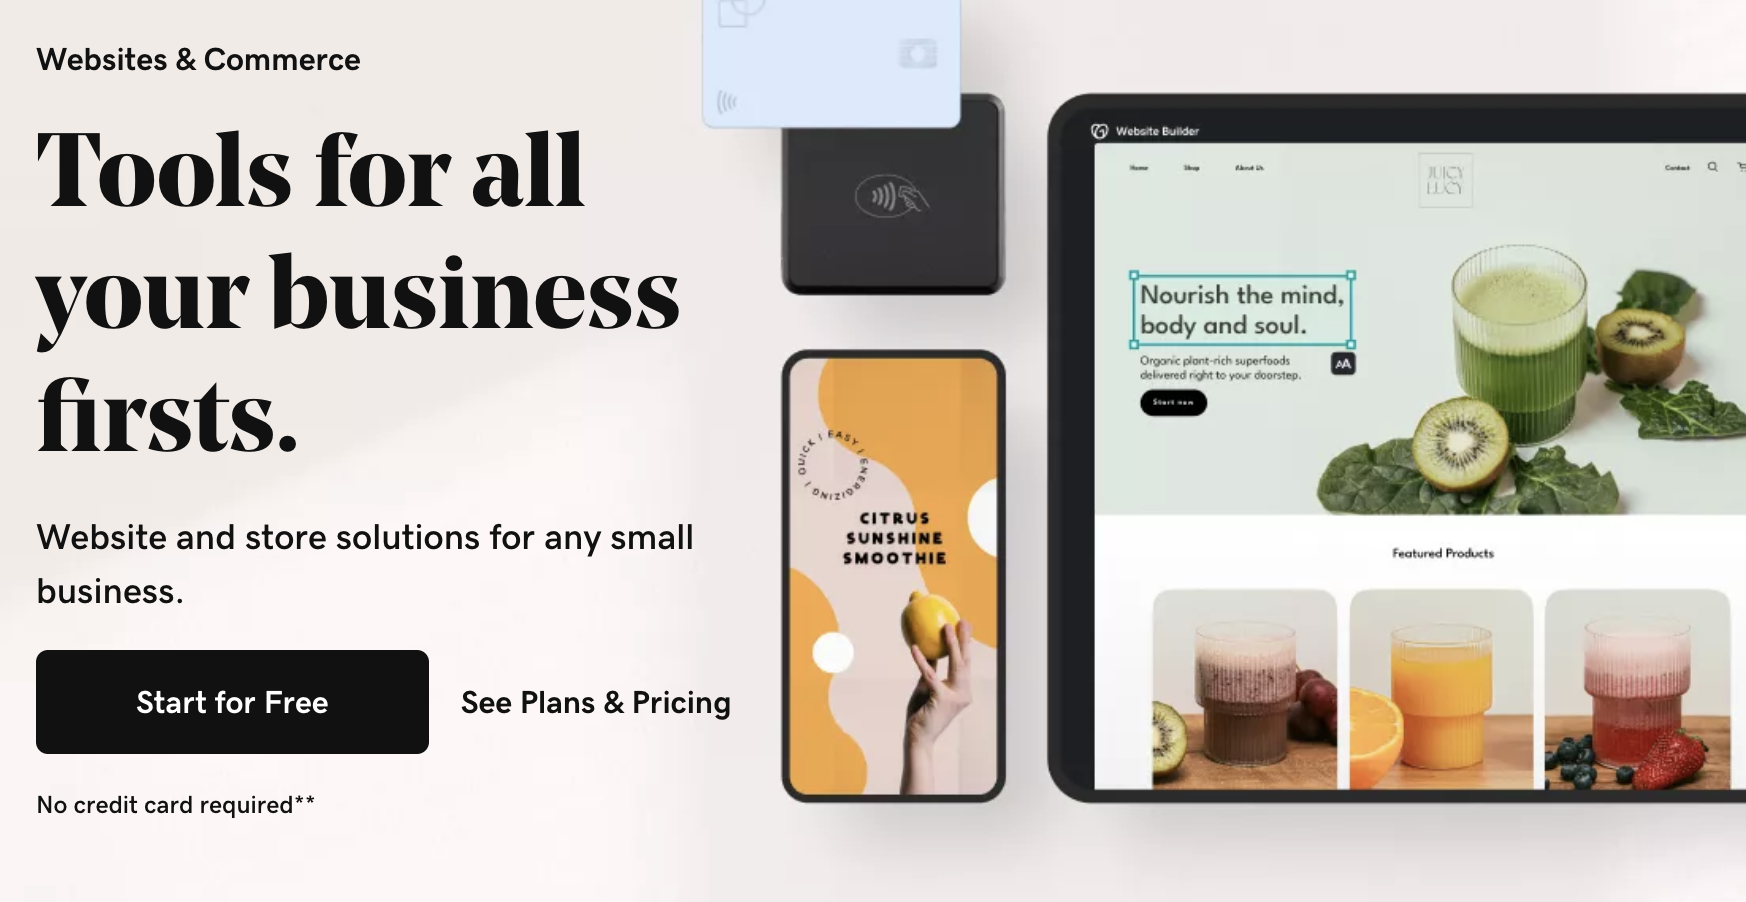 Websites & Commerce
Tools for all
your business
firsts.
Website and store solutions for any small
business.
Start for Free
See Plans & Pricing
No credit card required**
QUICK | EASY | ENERGIZING |
CITRUS
SUNSHINE
SMOOTHIE
Website Builder
Home
Shop
About Us
JUICY
LUCY
Contact
Nourish the mind,
body and soul.
Organic plant-rich superfoods
delivered right to your doorstep.
AA
Start now
Featured Products